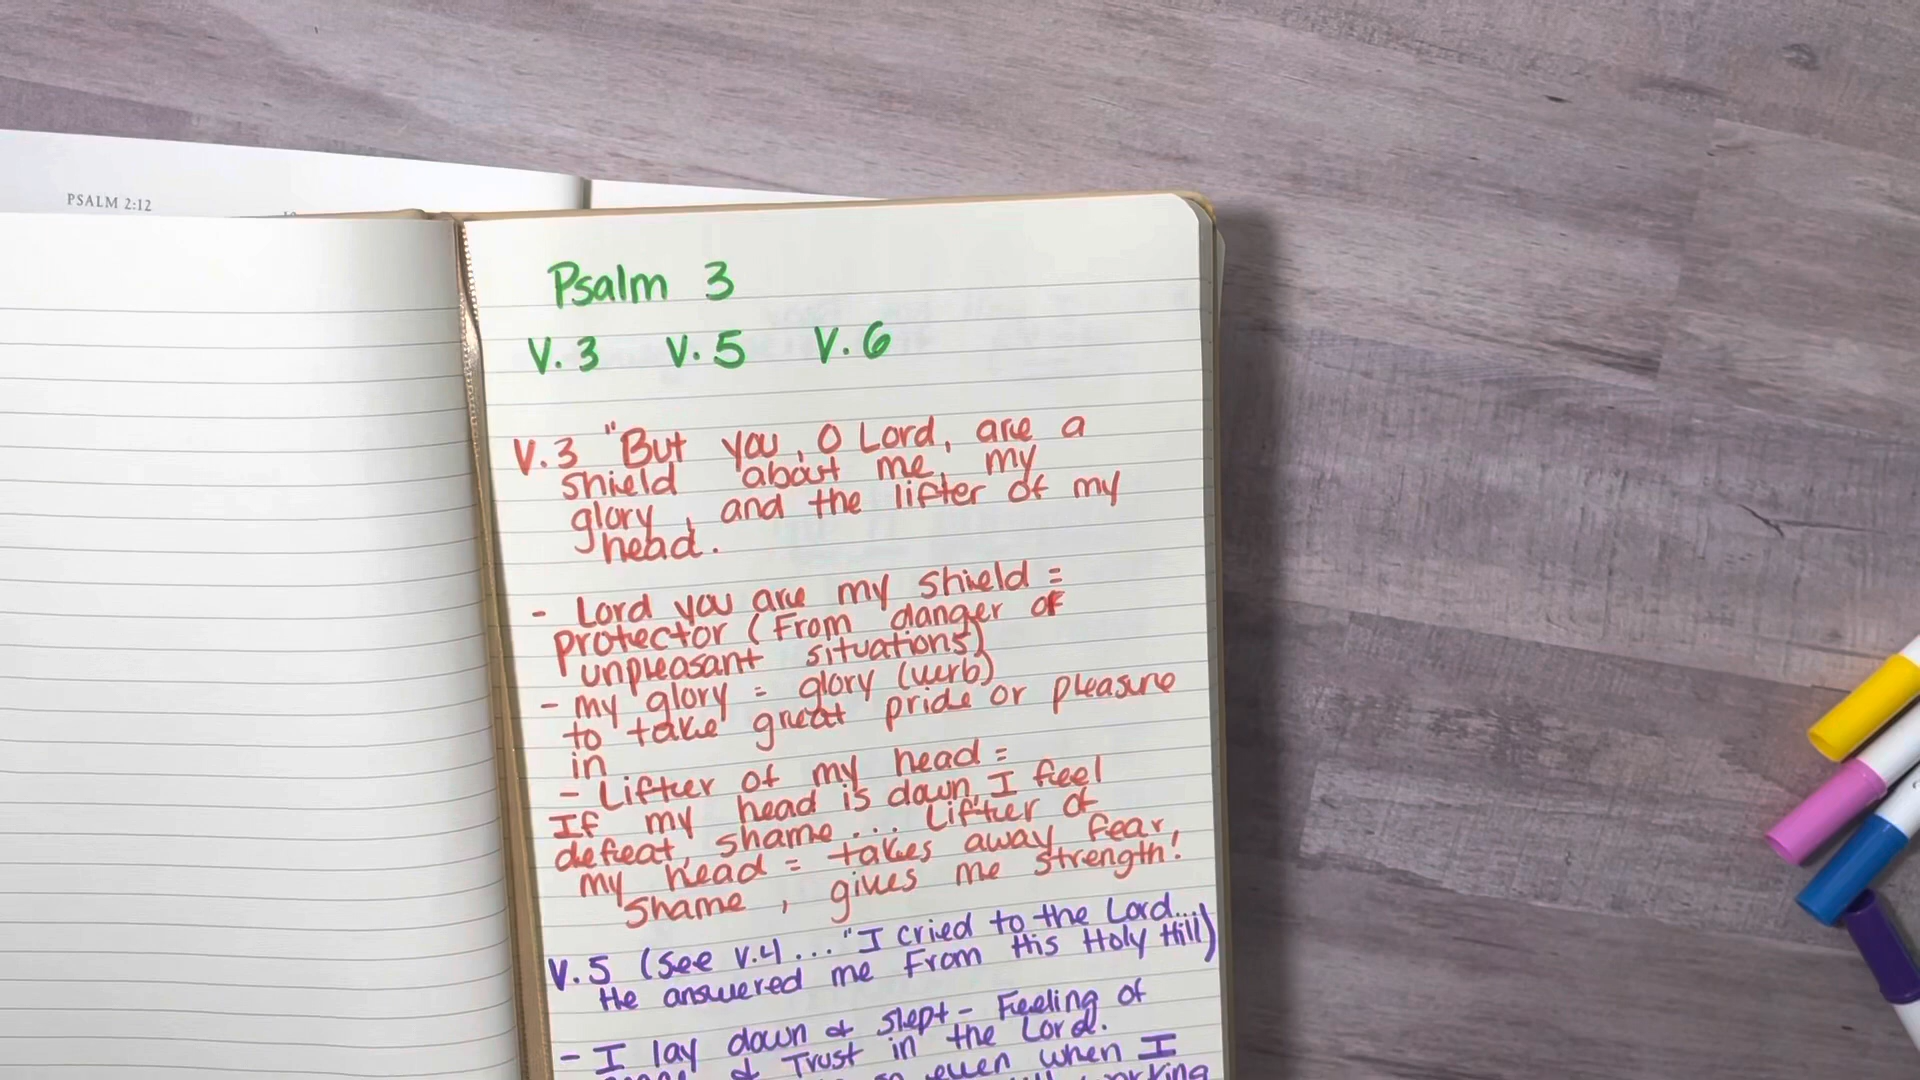 PSALM 2:12
Psalm 3
V. 3 V. 5 V. 6
V. 3 "But you, O Lord, are a
shield about me, my
glory, and the lifter of my
head.
- Lord you are my shield =
protector (From danger or
unpleasant situations)
- my glory = glory (verb)
to take great pride or pleasure
in
- Lifter of my head =
If my head is down, I feel
defeat, shame... Lifter of
my head = takes away fear,
shame, gives me strength!
V. 5 (see v.4... "I cried to the Lord...
He answered me From His Holy Hill)
- I lay down & slept - Feeling of
& Trust in the Lord.
even when I